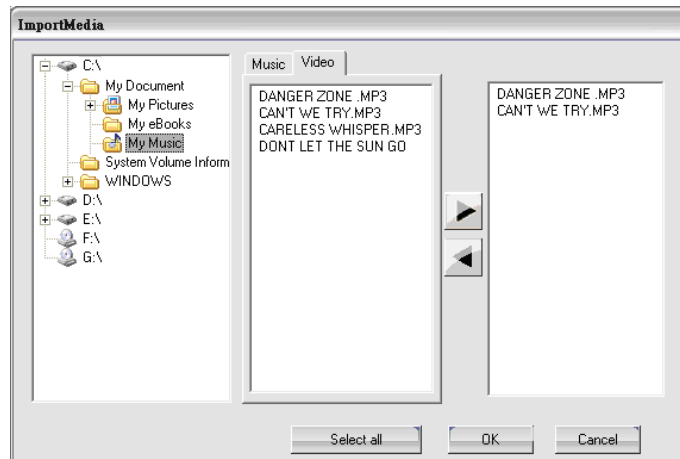 ImportMedia
C:\
My Document
My Pictures
My eBooks
My Music
System Volume Inform
WINDOWS
D:\
E:\
F:\
G:\
Music Video
DANGER ZONE .MP3
CAN'T WE TRY.MP3
CARELESS WHISPER.MP3
DONT LET THE SUN GO
DANGER ZONE .MP3
CAN'T WE TRY.MP3
Select all OK Cancel